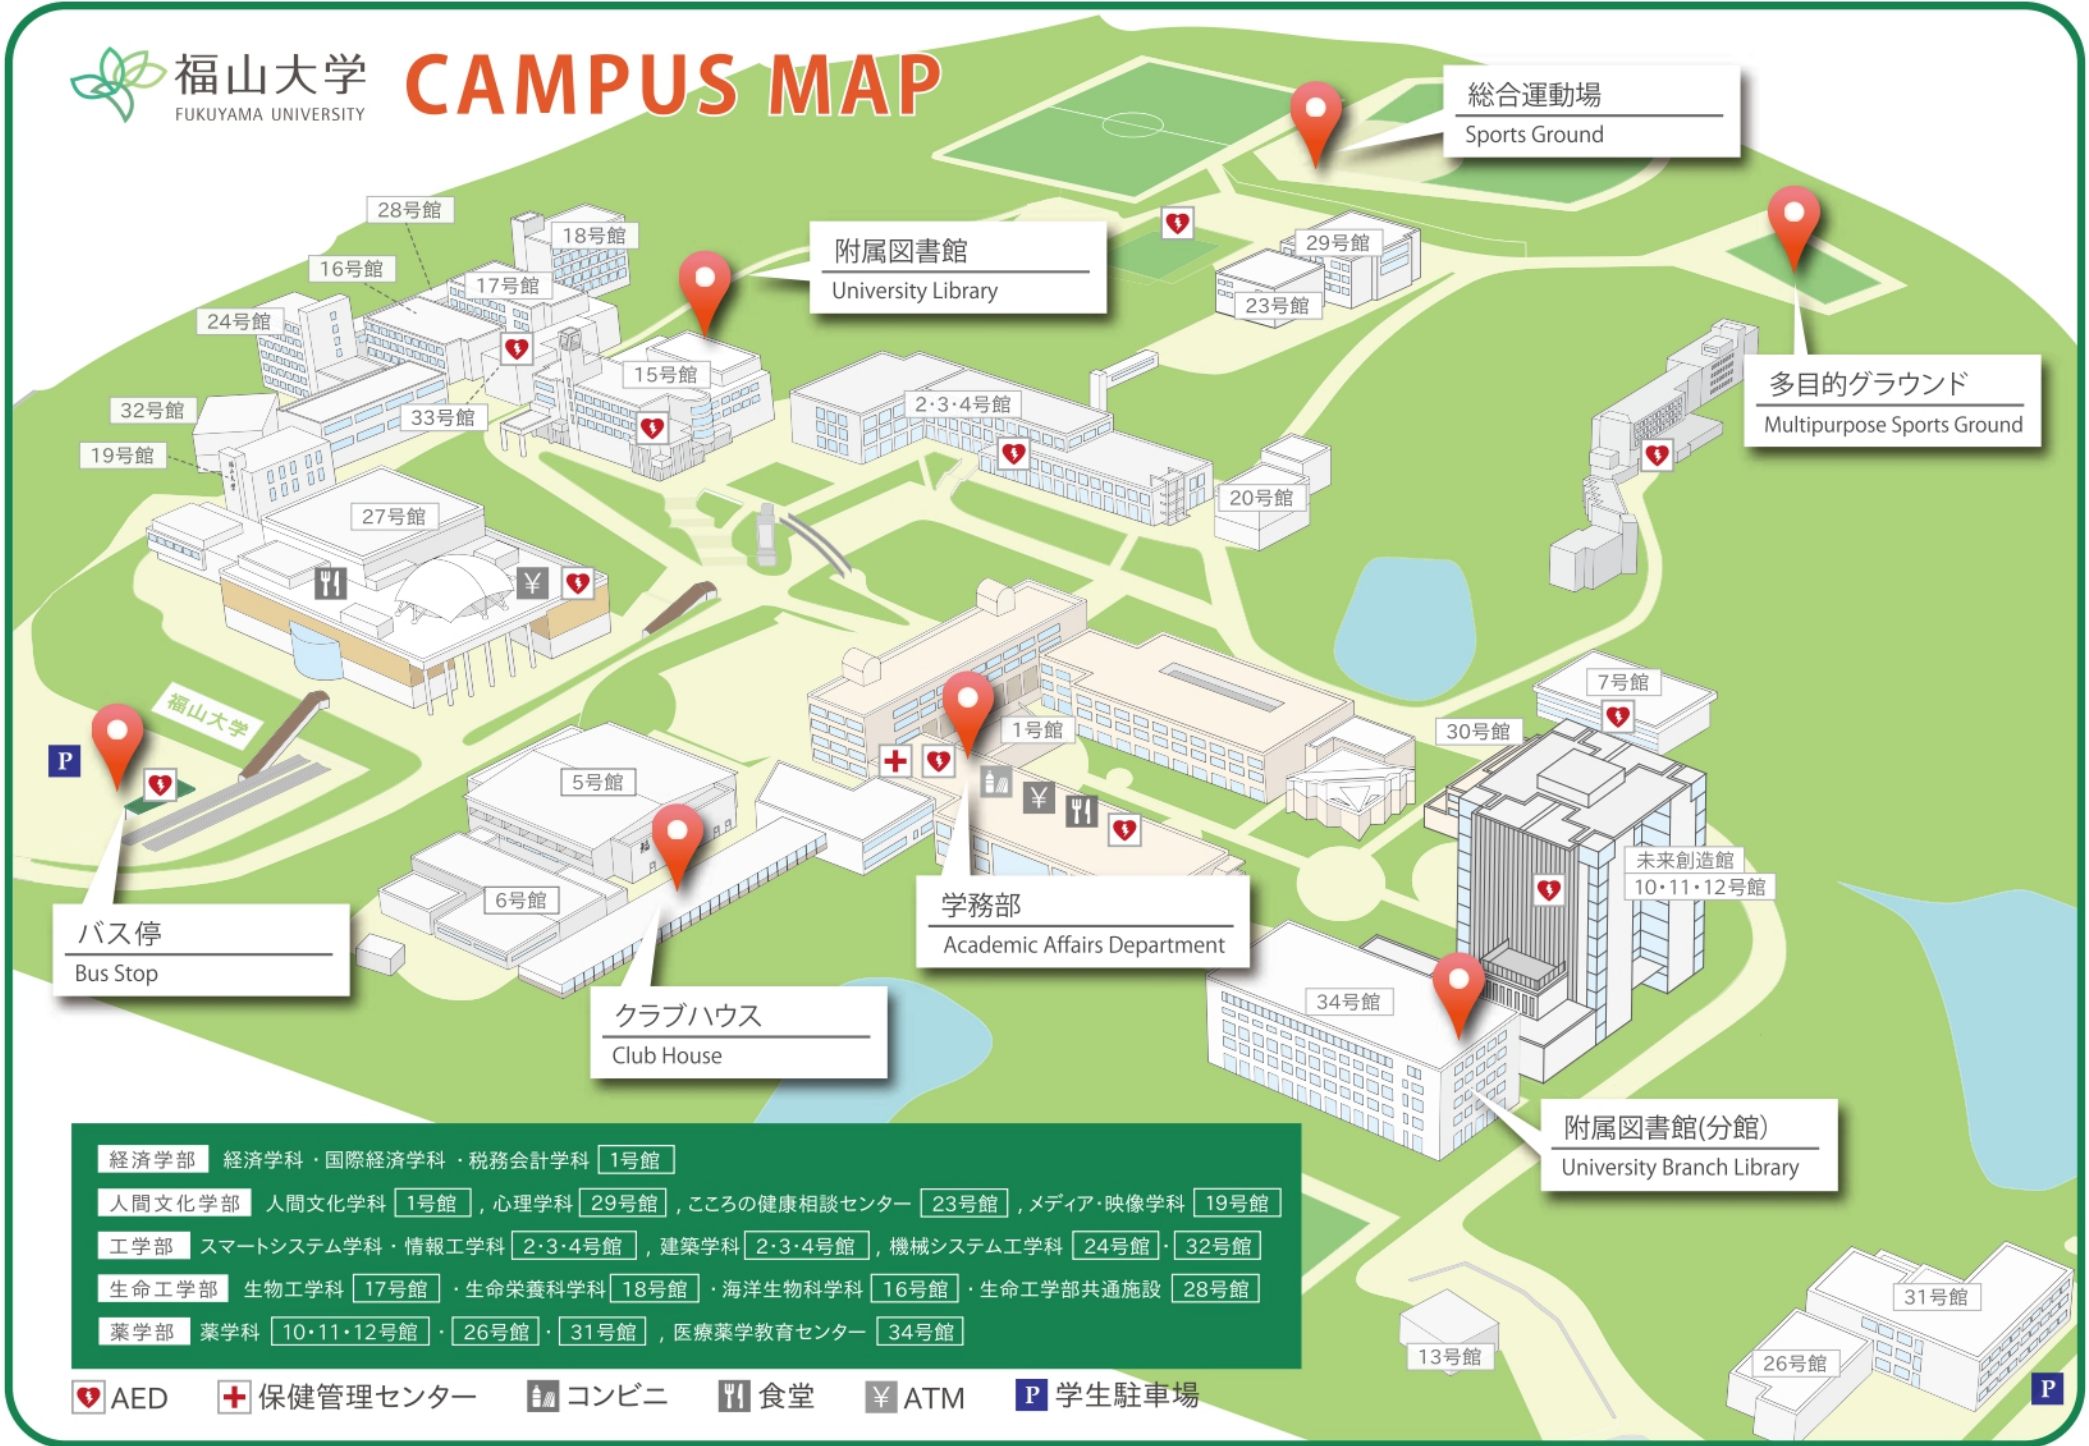 福山大学
FUKUYAMA UNIVERSITY
CAMPUS MAP
総合運動場
Sports Ground
28号館
18号館
16号館
17号館
附属図書館
University Library
29号館
23号館
24号館
15号館
32号館
33号館
2・3・4号館
多目的グラウンド
Multipurpose Sports Ground
19号館
20号館
27号館
¥
福山大学
7号館
1号館
30号館
P
5号館
¥
未来創造館
10・11・12号館
6号館
学務部
Academic Affairs Department
バス停
Bus Stop
34号館
クラブハウス
Club House
附属図書館(分館)
University Branch Library
経済学部 経済学科・国際経済学科・税務会計学科 1号館
人間文化学部 人間文化学科 1号館 , 心理学科 29号館 , こころの健康相談センター 23号館 , メディア・映像学科 19号館
工学部 スマートシステム学科・情報工学科 2・3・4号館 , 建築学科 2・3・4号館 , 機械システム工学科 24号館・32号館
生命工学部 生物工学科 17号館・生命栄養科学科 18号館・海洋生物科学科 16号館・生命工学部共通施設 28号館
薬学部 薬学科 10・11・12号館・26号館・31号館 , 医療薬学教育センター 34号館
31号館
13号館
26号館
P
AED 保健管理センター コンビニ 食堂 ¥ ATM P 学生駐車場